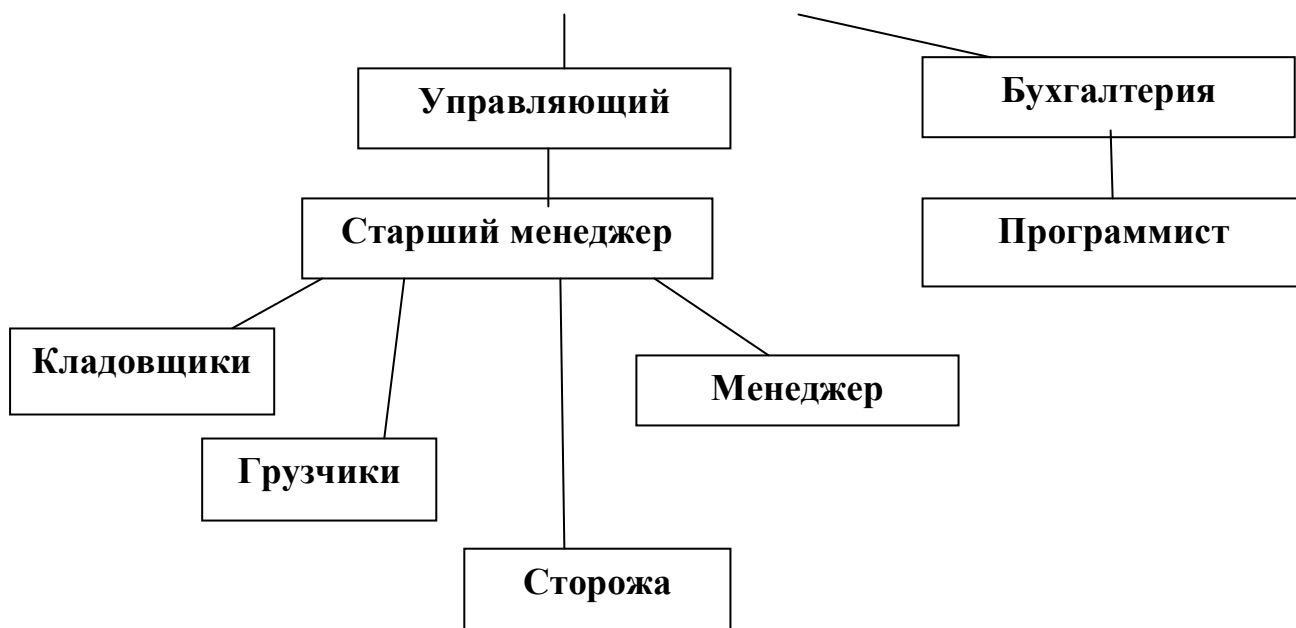 Управляющий
Бухгалтерия
Старший менеджер
Программист
Кладовщики
Менеджер
Грузчики
Сторожа